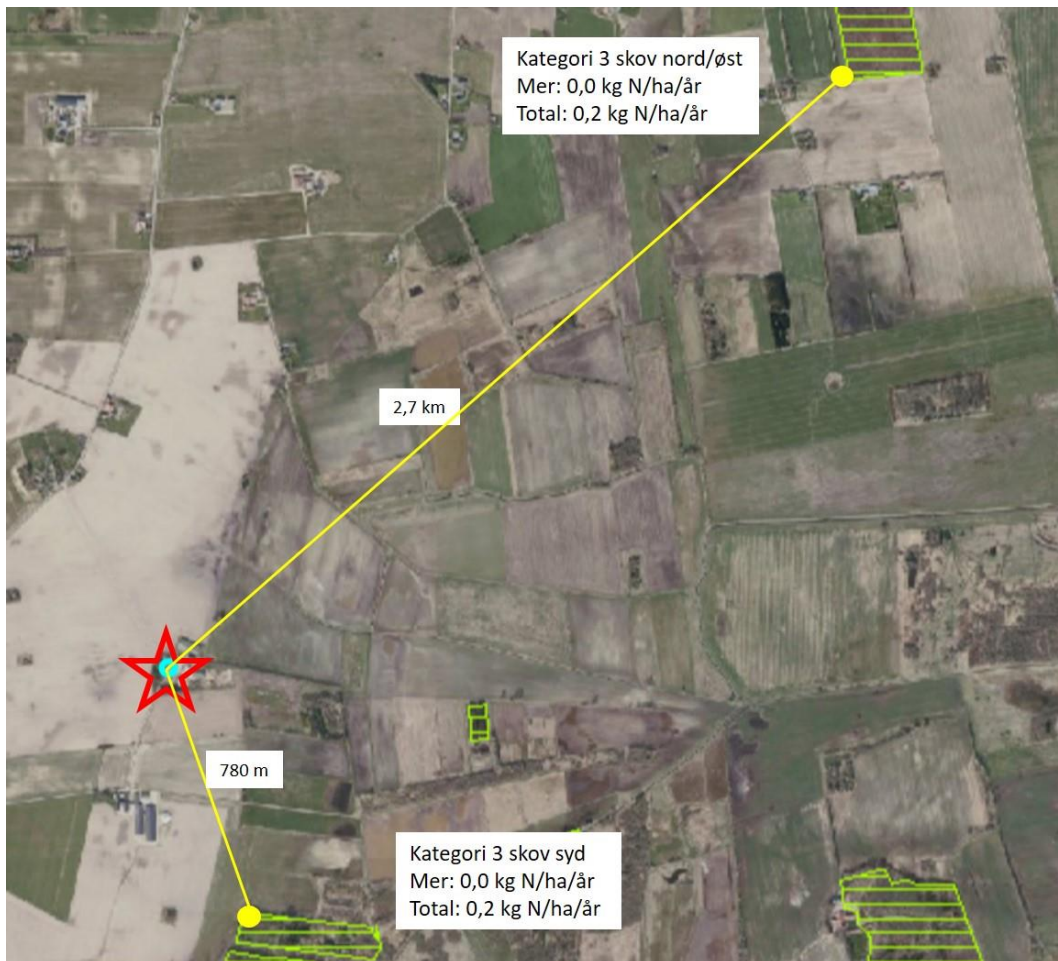 Kategori 3 skov nord/øst
Mer: 0,0 kg N/ha/år
Total: 0,2 kg N/ha/år
2,7 km
780 m
Kategori 3 skov syd
Mer: 0,0 kg N/ha/år
Total: 0,2 kg N/ha/år